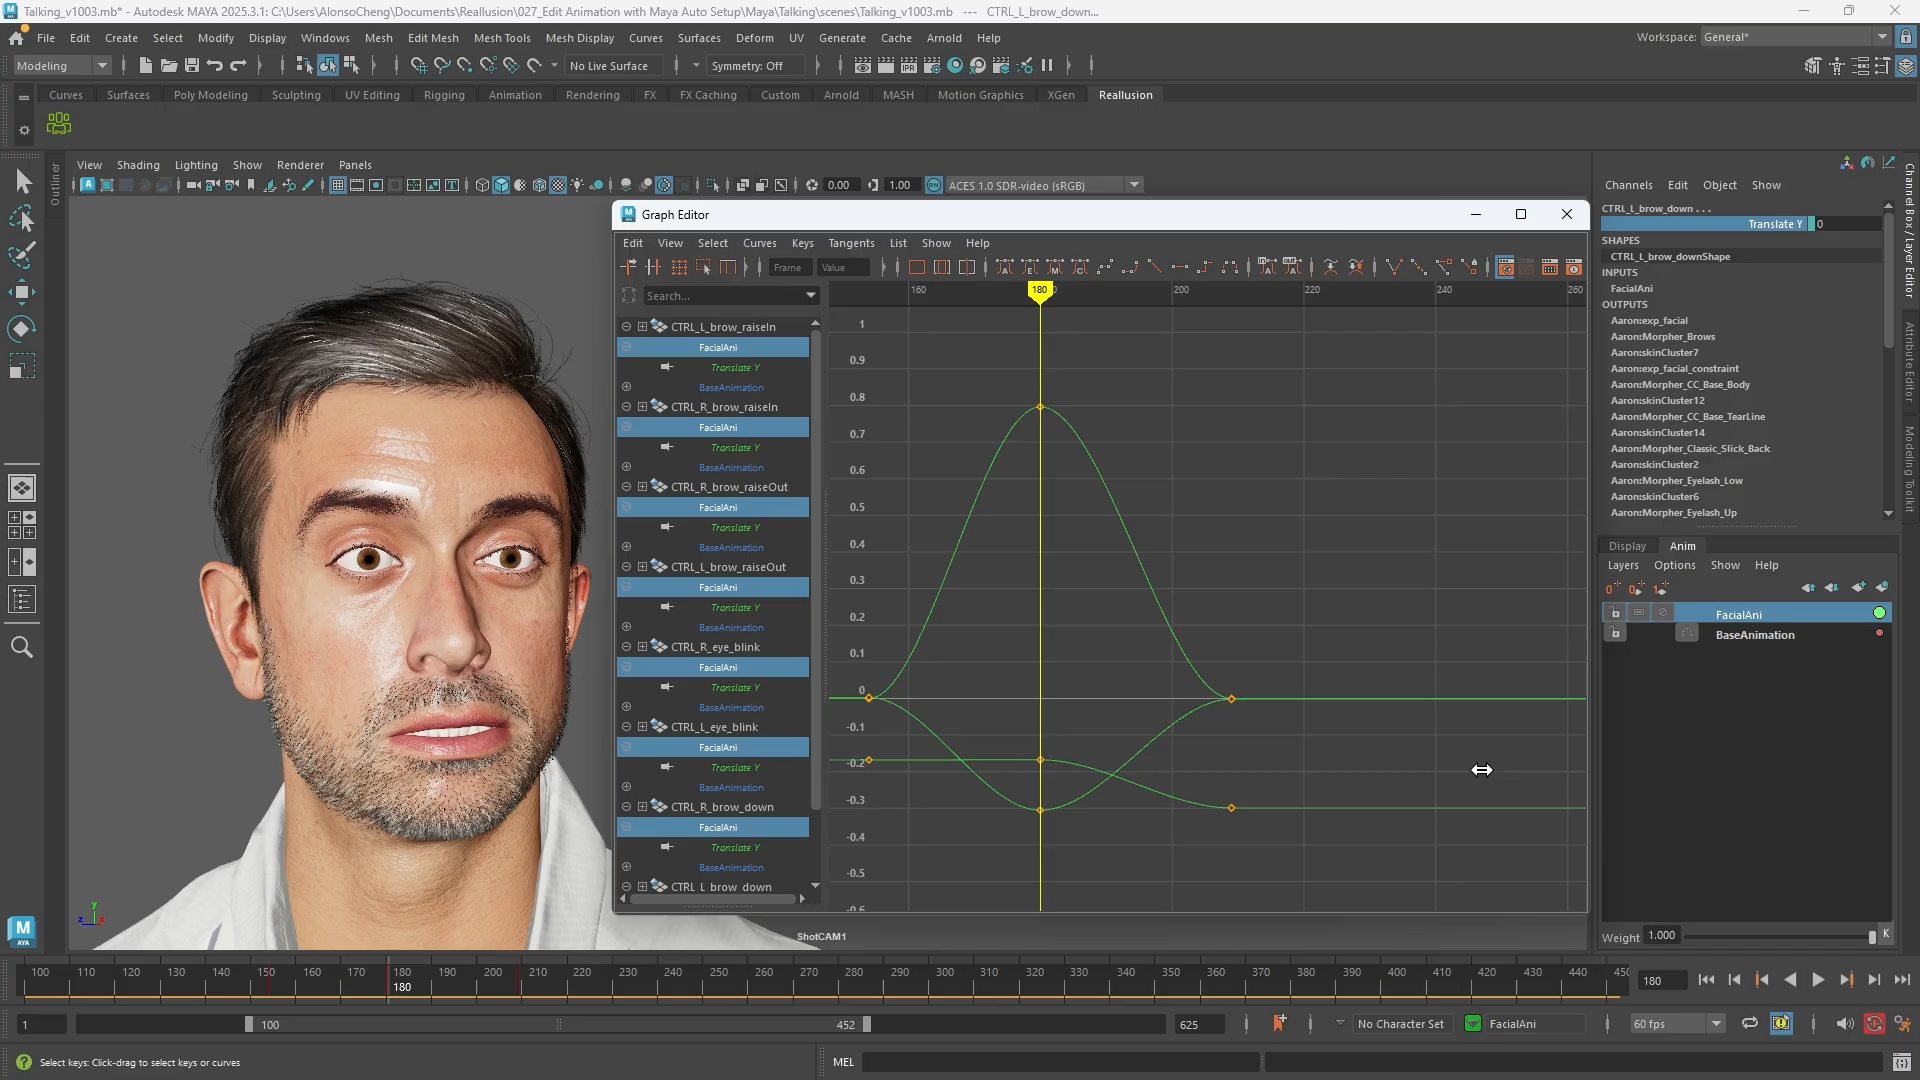 Talking_v1003.mb* - Autodesk MAYA 2025.3.1: C:\Users\AlonsoCheng\Documents\Reallusion\027_Edit Animation with Maya Auto Setup\Maya\Talking\scenes\Talking_v1003.mb --- CTRL_L_brow_down...
File Edit Create Select Modify Display Windows Mesh Edit Mesh Mesh Tools Mesh Display Curves Surfaces Deform UV Generate Cache Arnold Help
Workspace: General*
Modeling
No Live Surface
Symmetry: Off
Curves Surfaces Poly Modeling Sculpting UV Editing Rigging Animation Rendering FX FX Caching Custom Arnold MASH Motion Graphics XGen Reallusion
View Shading Lighting Show Renderer Panels
0.00 1.00 ACES 1.0 SDR-video (sRGB)
Outliner
Graph Editor
Edit View Select Curves Keys Tangents List Show Help
Frame Value
Search...
CTRL_L_brow_raiseIn
FacialAni
Translate Y
BaseAnimation
CTRL_R_brow_raiseIn
FacialAni
Translate Y
BaseAnimation
CTRL_R_brow_raiseOut
FacialAni
Translate Y
BaseAnimation
CTRL_L_brow_raiseOut
FacialAni
Translate Y
BaseAnimation
CTRL_R_eye_blink
FacialAni
Translate Y
BaseAnimation
CTRL_L_eye_blink
FacialAni
Translate Y
BaseAnimation
CTRL_R_brow_down
FacialAni
Translate Y
BaseAnimation
CTRL_L_brow_down
160 180 200 220 240 260
1
0.9
0.8
0.7
0.6
0.5
0.4
0.3
0.2
0.1
0
-0.1
-0.2
-0.3
-0.4
-0.5
-0.6
ShotCAM1
Channels Edit Object Show
CTRL_L_brow_down . . .
Translate Y 0
SHAPES
CTRL_L_brow_downShape
INPUTS
FacialAni
OUTPUTS
Aaron:exp_facial
Aaron:Morpher_Brows
Aaron:skinCluster7
Aaron:exp_facial_constraint
Aaron:Morpher_CC_Base_Body
Aaron:skinCluster12
Aaron:Morpher_CC_Base_TearLine
Aaron:skinCluster14
Aaron:Morpher_Classic_Slick_Back
Aaron:skinCluster2
Aaron:Morpher_Eyelash_Low
Aaron:skinCluster6
Aaron:Morpher_Eyelash_Up
Channel Box / Layer Editor
Attribute Editor
Modeling Toolkit
Display Anim
Layers Options Show Help
FacialAni
BaseAnimation
Weight 1.000 K
100 110 120 130 140 150 160 170 180 190 200 210 220 230 240 250 260 270 280 290 300 310 320 330 340 350 360 370 380 390 400 410 420 430 440 450
180
180
1 100 452 625 No Character Set FacialAni 60 fps
Select keys: Click-drag to select keys or curves
MEL